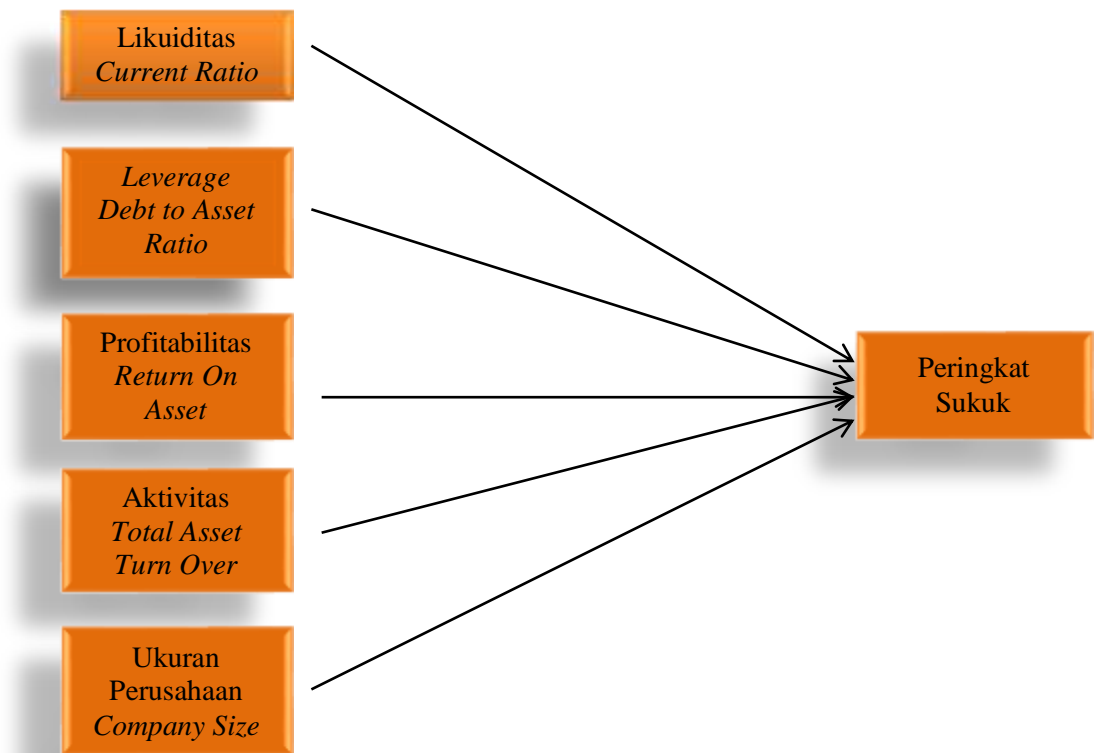 Likuiditas
Current Ratio
Leverage
Debt to Asset
Ratio
Profitabilitas
Return On
Asset
Aktivitas
Total Asset
Turn Over
Ukuran
Perusahaan
Company Size
Peringkat
Sukuk